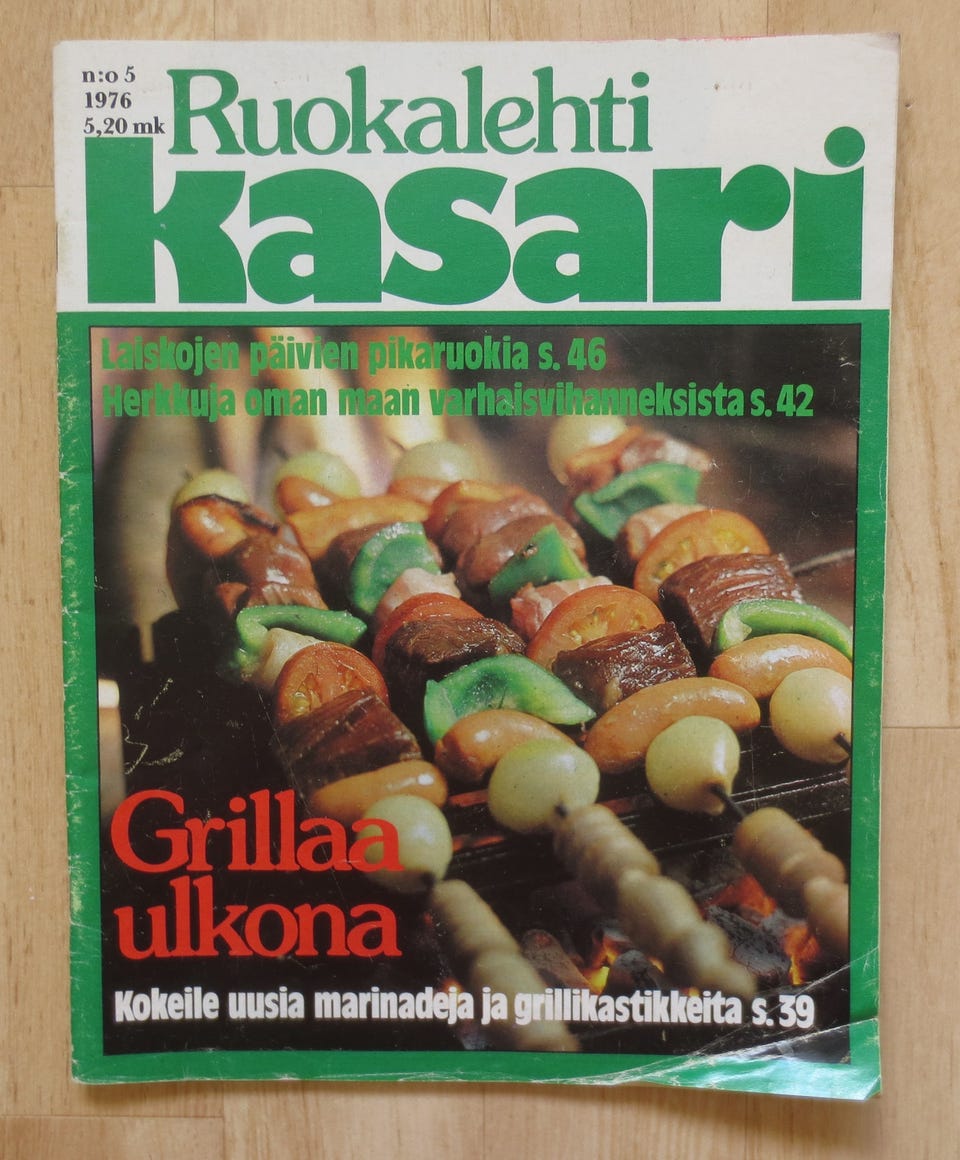 n:o 5
1976
5,20 mk
Ruokalehti
kasari
Laiskojen päivien pikaruokia s. 46
Herkkuja oman maan varhaisvihanneksista s. 42
Grillaa
ulkona
Kokeile uusia marinadeja ja grillikastikkeita s. 39